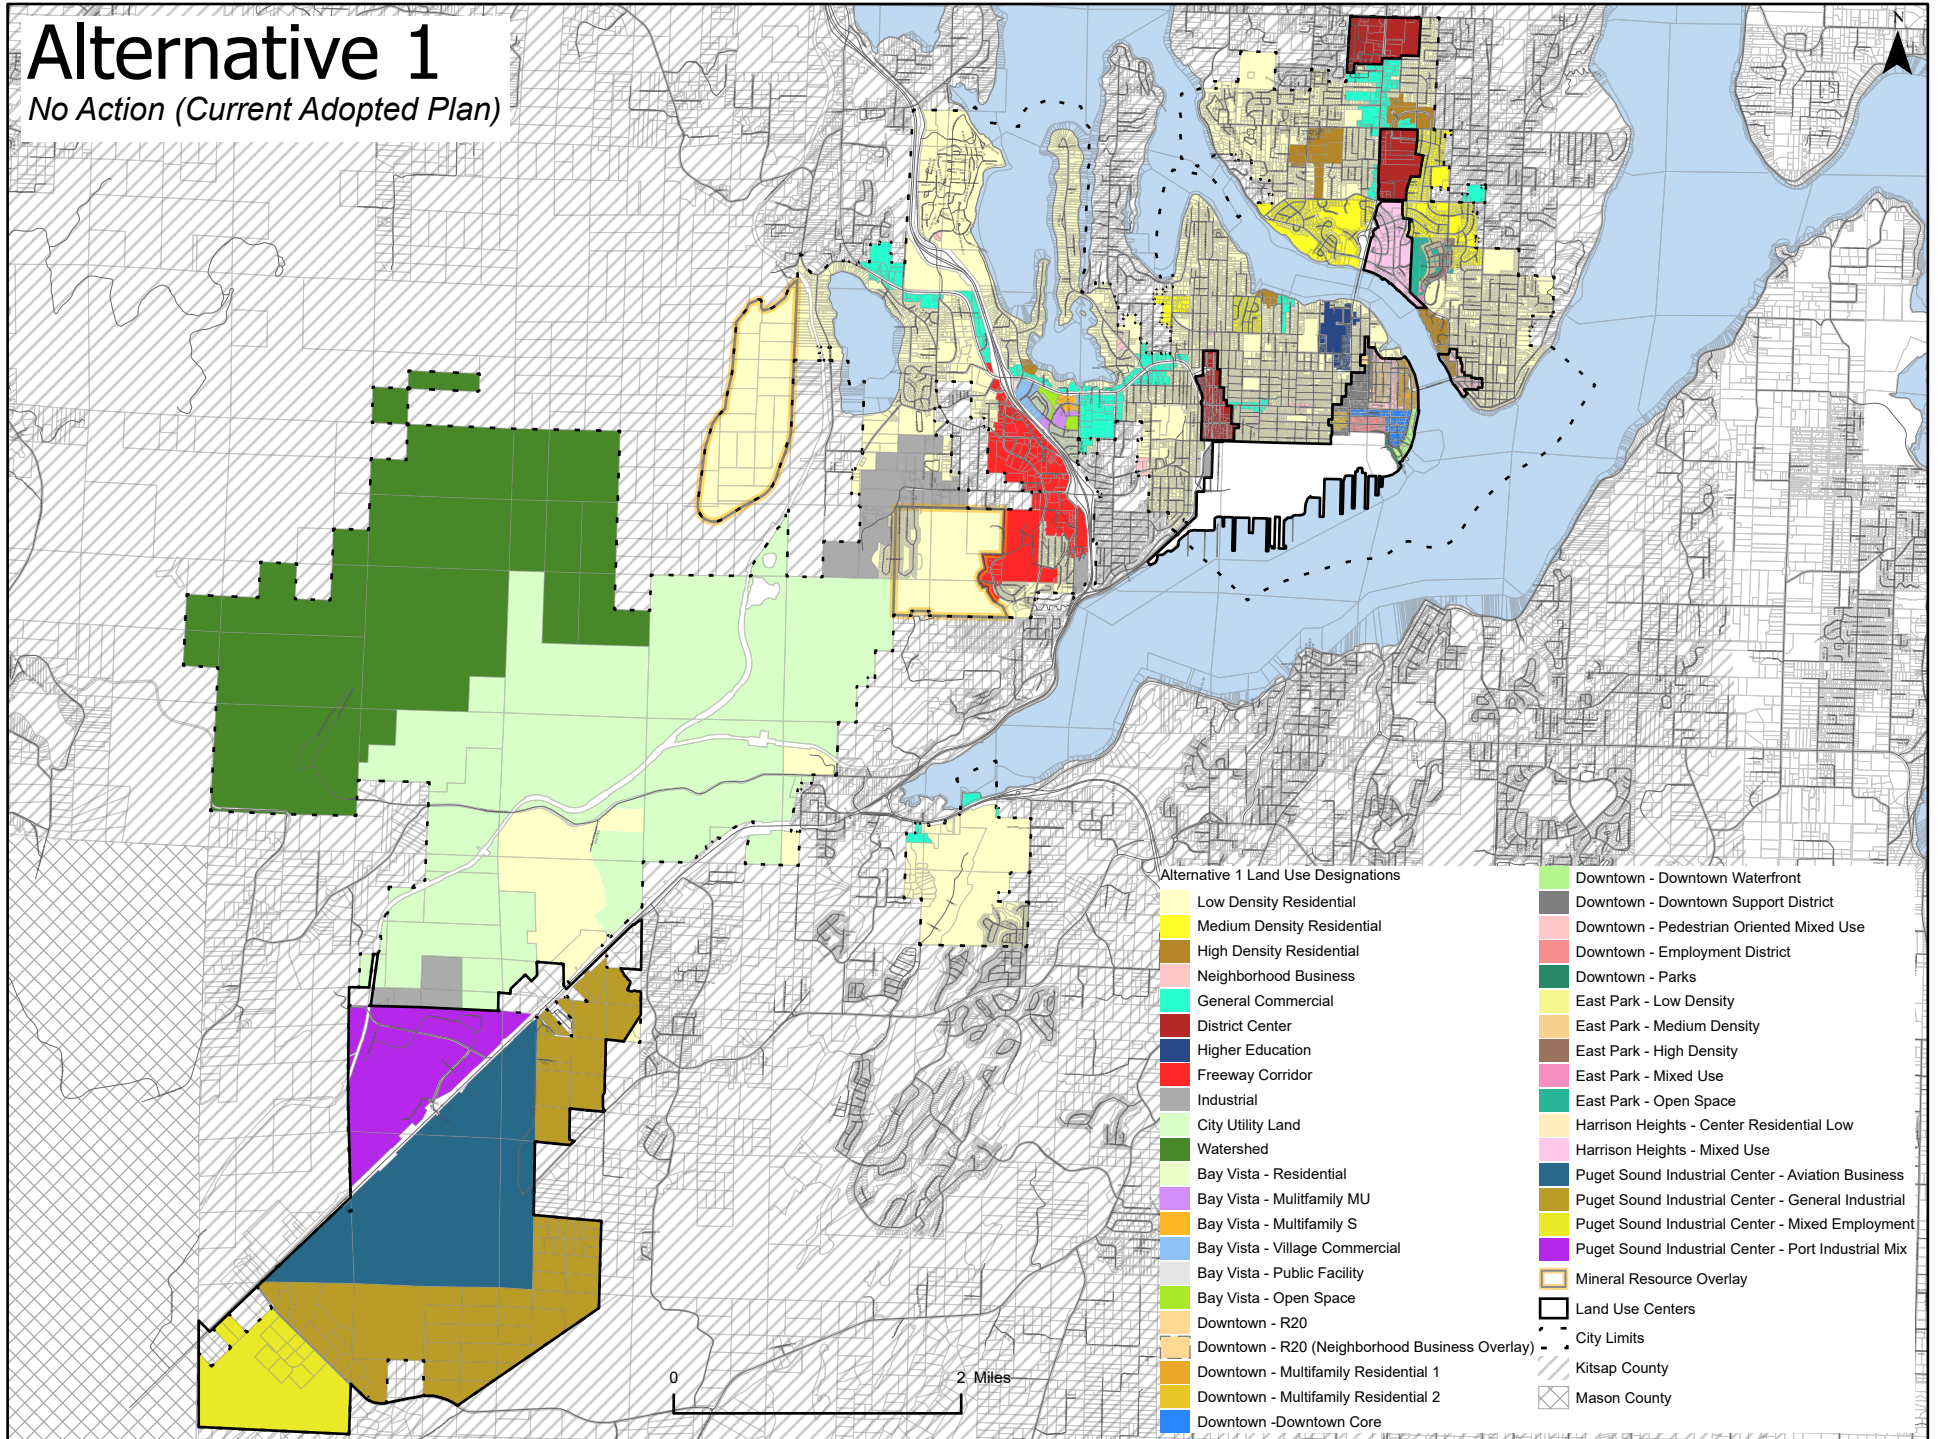 Alternative 1
No Action (Current Adopted Plan)
N
Alternative 1 Land Use Designations
Low Density Residential
Medium Density Residential
High Density Residential
Neighborhood Business
General Commercial
District Center
Higher Education
Freeway Corridor
Industrial
City Utility Land
Watershed
Bay Vista - Residential
Bay Vista - Mulitfamily MU
Bay Vista - Multifamily S
Bay Vista - Village Commercial
Bay Vista - Public Facility
Bay Vista - Open Space
Downtown - R20
Downtown - R20 (Neighborhood Business Overlay)
Downtown - Multifamily Residential 1
Downtown - Multifamily Residential 2
Downtown -Downtown Core
Downtown - Downtown Waterfront
Downtown - Downtown Support District
Downtown - Pedestrian Oriented Mixed Use
Downtown - Employment District
Downtown - Parks
East Park - Low Density
East Park - Medium Density
East Park - High Density
East Park - Mixed Use
East Park - Open Space
Harrison Heights - Center Residential Low
Harrison Heights - Mixed Use
Puget Sound Industrial Center - Aviation Business
Puget Sound Industrial Center - General Industrial
Puget Sound Industrial Center - Mixed Employment
Puget Sound Industrial Center - Port Industrial Mix
Mineral Resource Overlay
Land Use Centers
City Limits
Kitsap County
Mason County
0 2 Miles